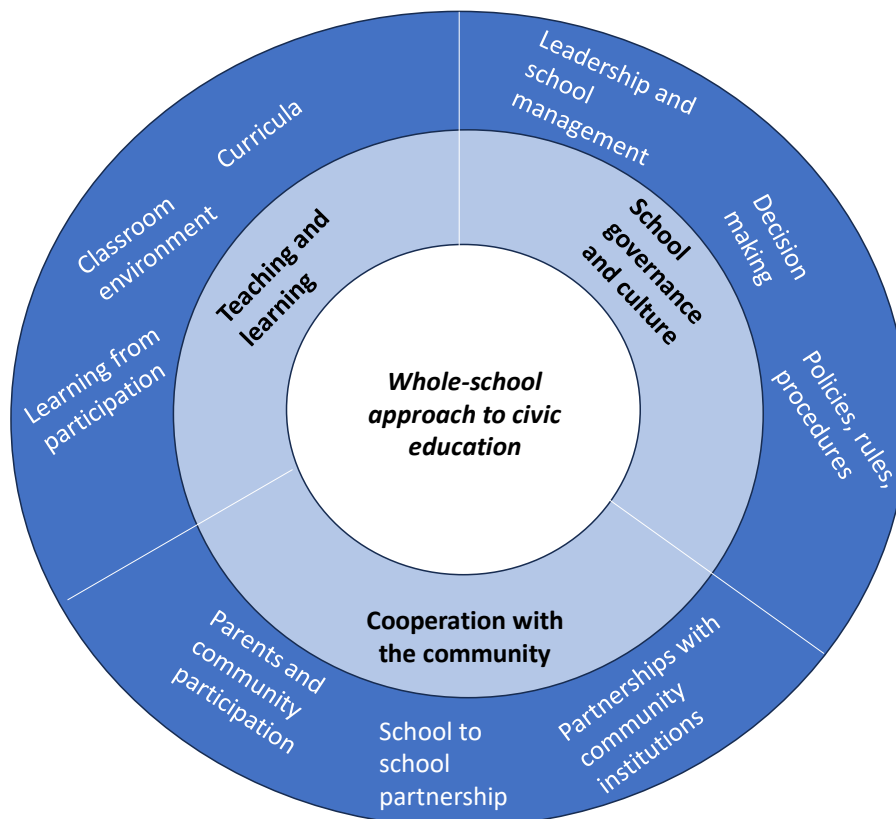 Leadership and
school
management
Decision
making
Policies, rules,
procedures
Curricula
Classroom
environment
Learning from
participation
Teaching and
learning
School
governance
and culture
Whole-school
approach to civic
education
Cooperation with
the community
Parents and
community
participation
School to
school
partnership
Partnerships with
community
institutions